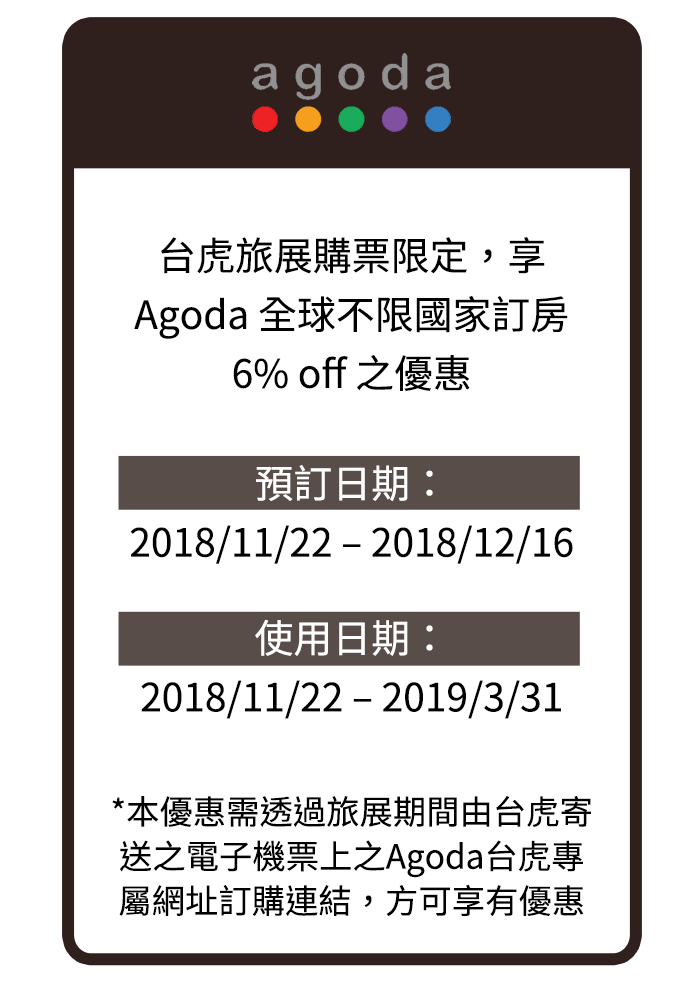 agoda
台虎旅展購票限定，享
Agoda 全球不限國家訂房
6% off 之優惠
預訂日期：
2018/11/22 – 2018/12/16
使用日期：
2018/11/22 – 2019/3/31
*本優惠需透過旅展期間由台虎寄
送之電子機票上之Agoda台虎專
屬網址訂購連結，方可享有優惠